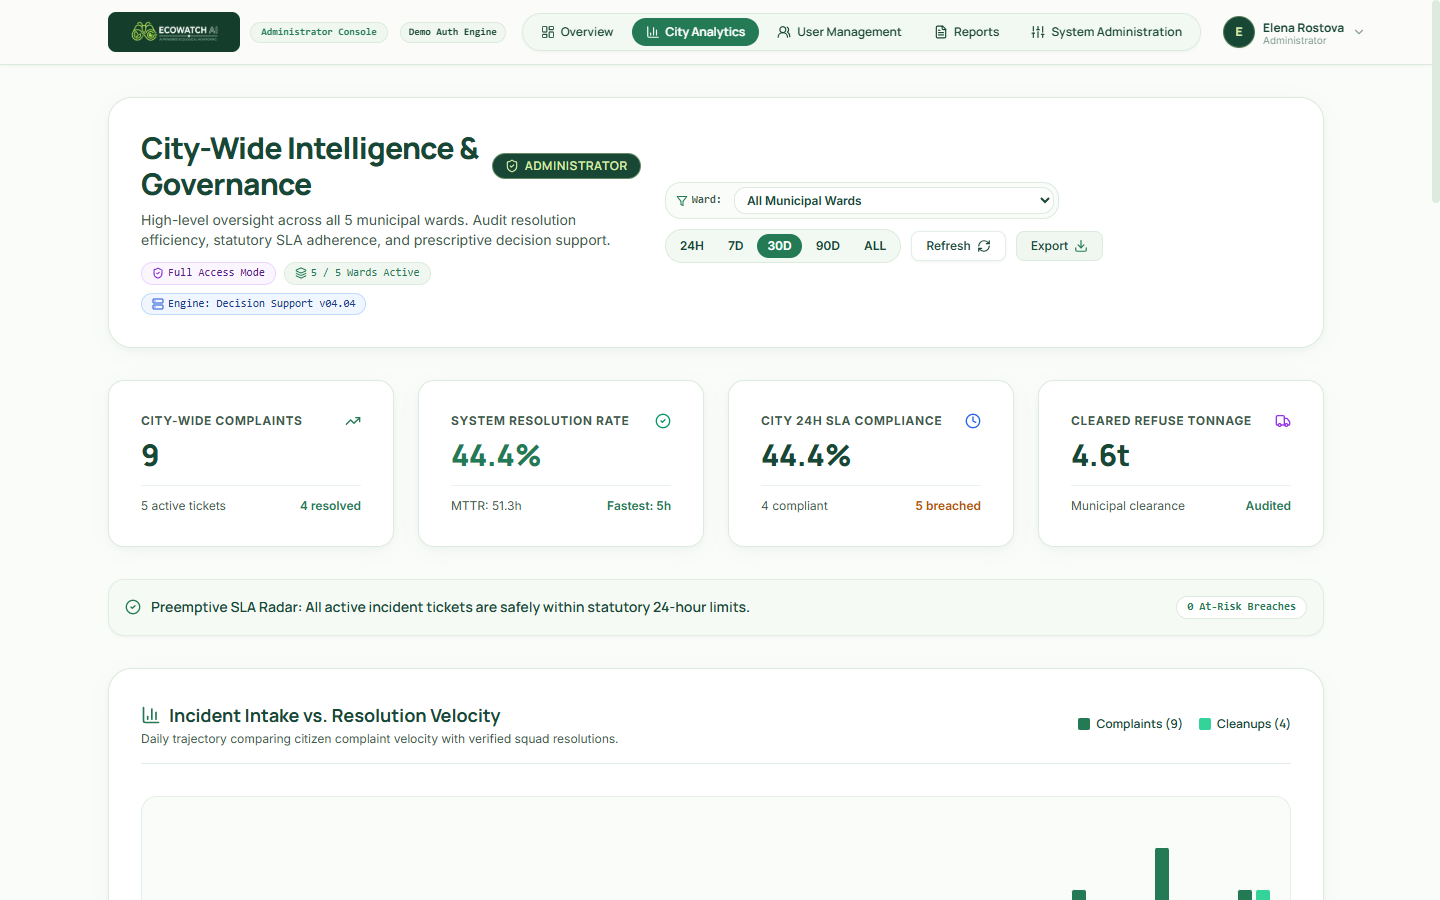 ECOWATCH AI
Administrator Console
Demo Auth Engine
Overview
City Analytics
User Management
Reports
System Administration
E
Elena Rostova
Administrator
City-Wide Intelligence &
Governance
ADMINISTRATOR
High-level oversight across all 5 municipal wards. Audit resolution
efficiency, statutory SLA adherence, and prescriptive decision support.
Full Access Mode
5 / 5 Wards Active
Engine: Decision Support v04.04
Ward:
All Municipal Wards
24H
7D
30D
90D
ALL
Refresh
Export
CITY-WIDE COMPLAINTS
9
5 active tickets
4 resolved
SYSTEM RESOLUTION RATE
44.4%
MTTR: 51.3h
Fastest: 5h
CITY 24H SLA COMPLIANCE
44.4%
4 compliant
5 breached
CLEARED REFUSE TONNAGE
4.6t
Municipal clearance
Audited
Preemptive SLA Radar: All active incident tickets are safely within statutory 24-hour limits.
0 At-Risk Breaches
Incident Intake vs. Resolution Velocity
Daily trajectory comparing citizen complaint velocity with verified squad resolutions.
Complaints (9)
Cleanups (4)